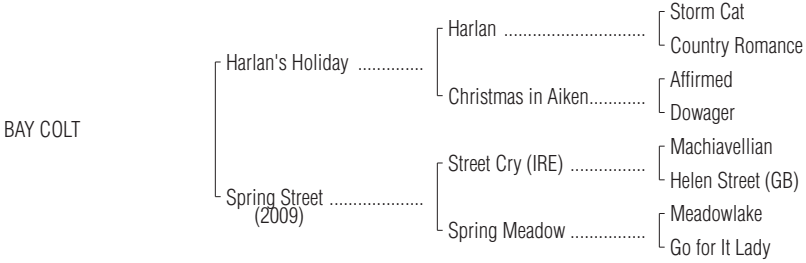 Storm Cat
Harlan ..............................
Country Romance
Harlan's Holiday ..............
Affirmed
Christmas in Aiken............
Dowager
BAY COLT
Machiavellian
Street Cry (IRE) ................
Helen Street (GB)
Spring Street ....................
(2009)
Meadowlake
Spring Meadow ................
Go for It Lady